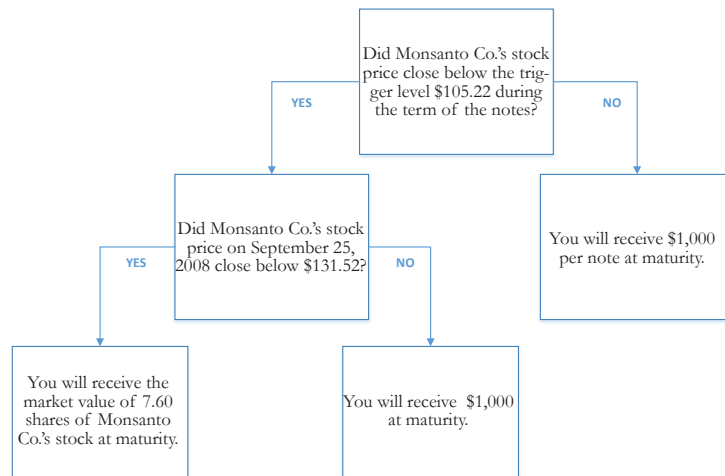 Did Monsanto Co.'s stock
price close below the trig-
ger level $105.22 during
the term of the notes?
YES
NO
Did Monsanto Co.'s stock
price on September 25,
2008 close below $131.52?
You will receive $1,000
per note at maturity.
YES
NO
You will receive the
market value of 7.60
shares of Monsanto
Co.'s stock at maturity.
You will receive $1,000
at maturity.